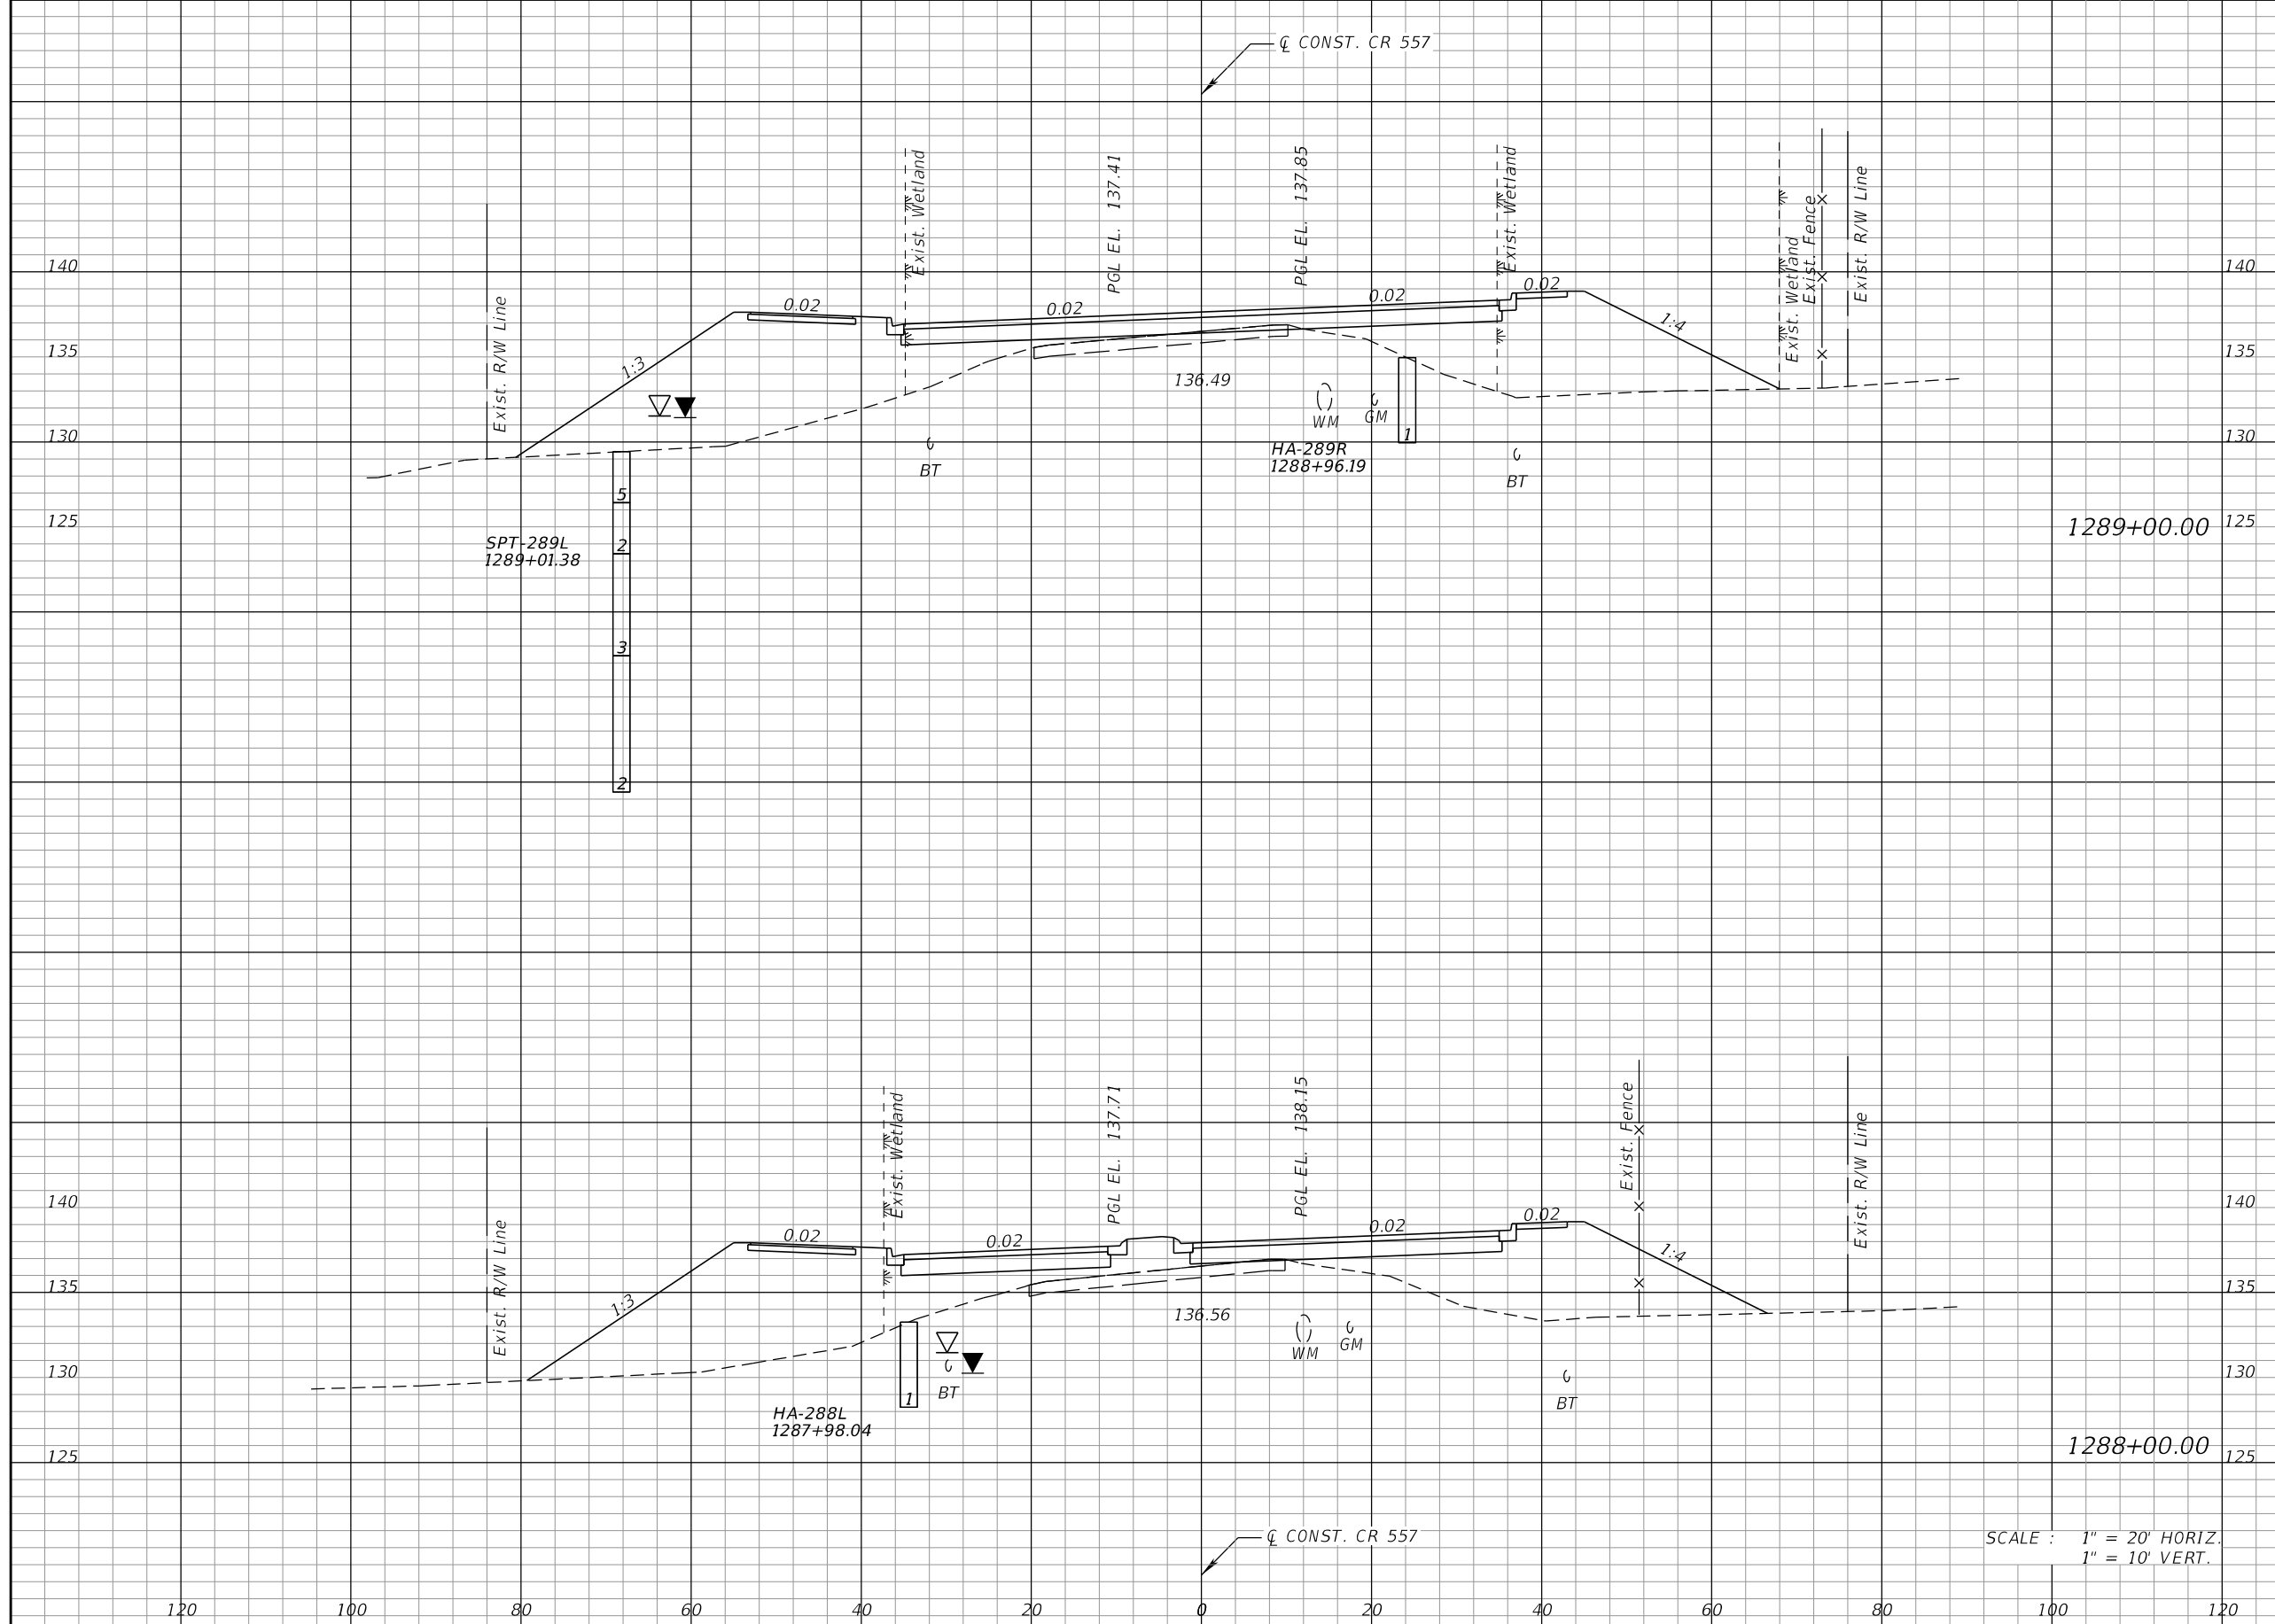 ℄ CONST. CR 557
Exist. R/W Line
Exist. Wetland
PGL EL. 137.41
PGL EL. 137.85
Exist. Wetland
Exist. Wetland
Exist. Fence
Exist. R/W Line
140
140
0.02
0.02
0.02
0.02
1:3
1:4
135
135
136.49
WM
GM
130
1
130
HA-289R
1288+96.19
BT
BT
5
125
1289+00.00
125
SPT-289L
1289+01.38
2
3
2
Exist. R/W Line
Exist. Wetland
PGL EL. 137.71
PGL EL. 138.15
Exist. Fence
Exist. R/W Line
140
140
0.02
0.02
0.02
0.02
1:3
1:4
135
135
136.56
WM
GM
130
130
1
BT
BT
HA-288L
1287+98.04
125
1288+00.00
125
℄ CONST. CR 557
SCALE : 1" = 20' HORIZ.
1" = 10' VERT.
120 100 80 60 40 20 0 20 40 60 80 100 120